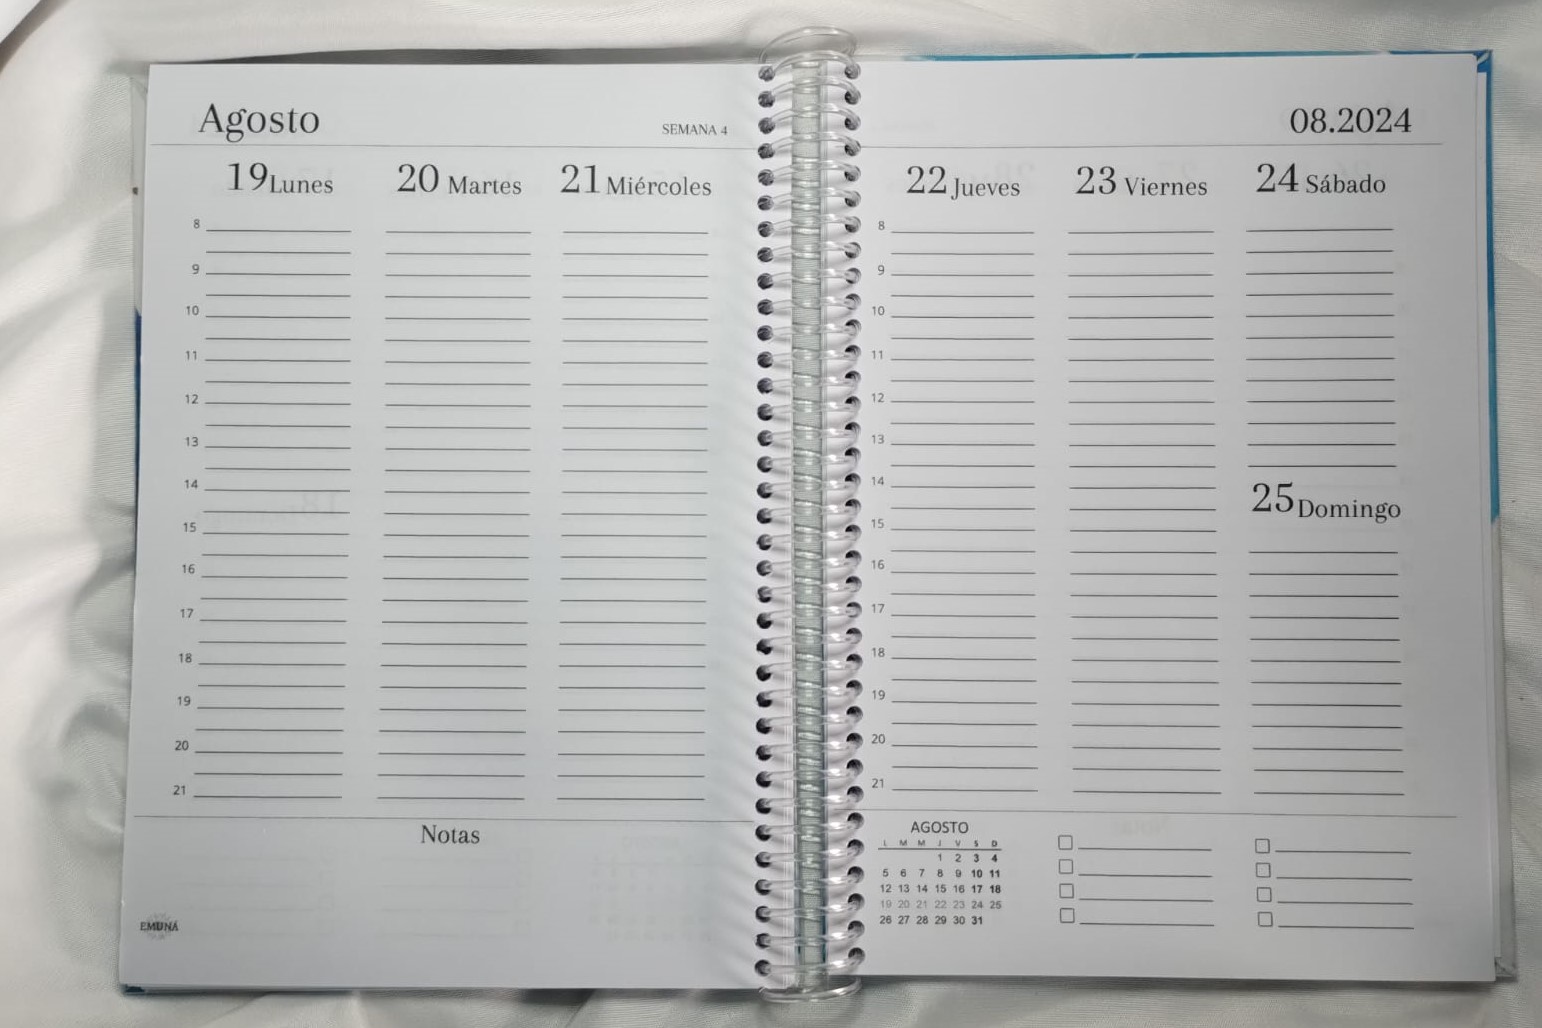 Agosto
SEMANA 4
19 Lunes
20 Martes
21 Miércoles
8
9
10
11
12
13
14
15
16
17
18
19
20
21
Notas
EMUNÁ
08.2024
22 Jueves
23 Viernes
24 Sábado
8
9
10
11
12
13
14
15
16
17
18
19
20
21
25 Domingo
AGOSTO
L M M J V S D
1 2 3 4
5 6 7 8 9 10 11
12 13 14 15 16 17 18
19 20 21 22 23 24 25
26 27 28 29 30 31